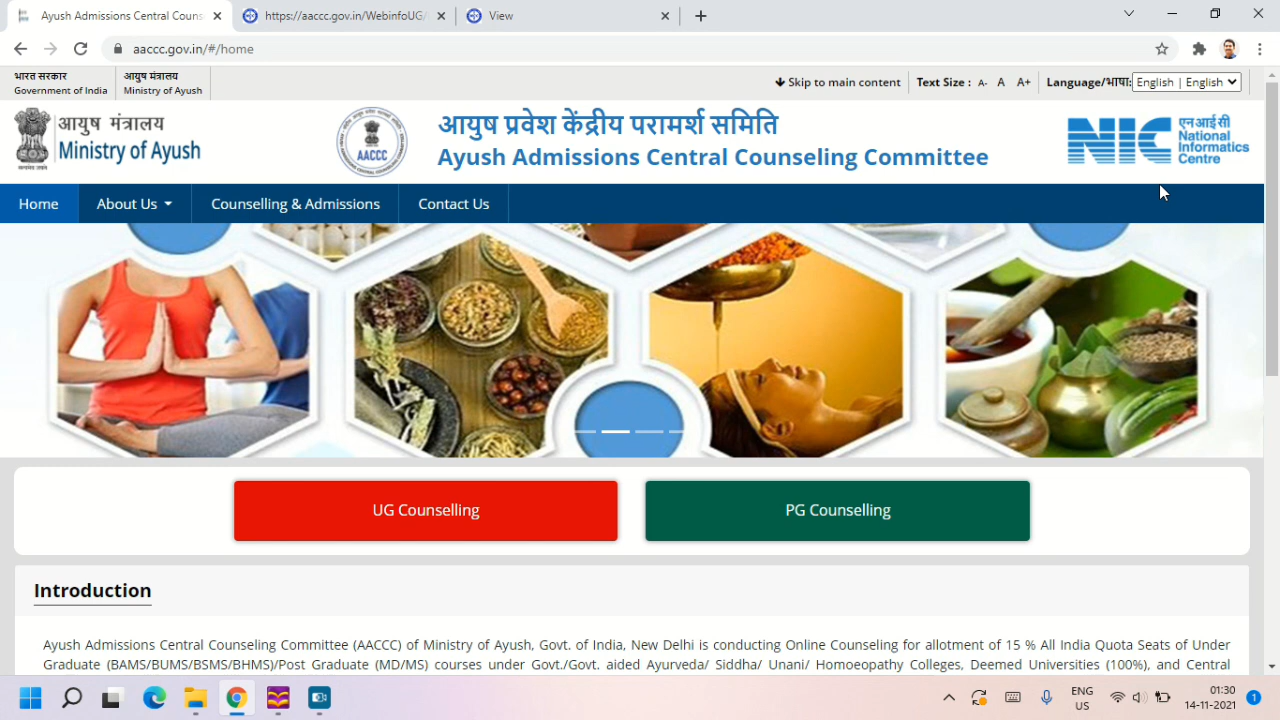 Ayush Admissions Central Couns
https://aaccc.gov.in/WebinfoUG/
View
aaccc.gov.in/#/home
भारत सरकार
Government of India
आयुष मंत्रालय
Ministry of Ayush
Skip to main content
Text Size : A- A A+
Language/भाषा: English | English
आयुष मंत्रालय
Ministry of Ayush
AACCC
आयुष प्रवेश केंद्रीय परामर्श समिति
Ayush Admissions Central Counseling Committee
NIC
एनआईसी
National
Informatics
Centre
Home
About Us
Counselling & Admissions
Contact Us
UG Counselling
PG Counselling
Introduction
Ayush Admissions Central Counseling Committee (AACCC) of Ministry of Ayush, Govt. of India, New Delhi is conducting Online Counseling for allotment of 15 % All India Quota Seats of Under
Graduate (BAMS/BUMS/BSMS/BHMS)/Post Graduate (MD/MS) courses under Govt./Govt. aided Ayurveda/ Siddha/ Unani/ Homoeopathy Colleges, Deemed Universities (100%), and Central
ENG
US
01:30
14-11-2021
1